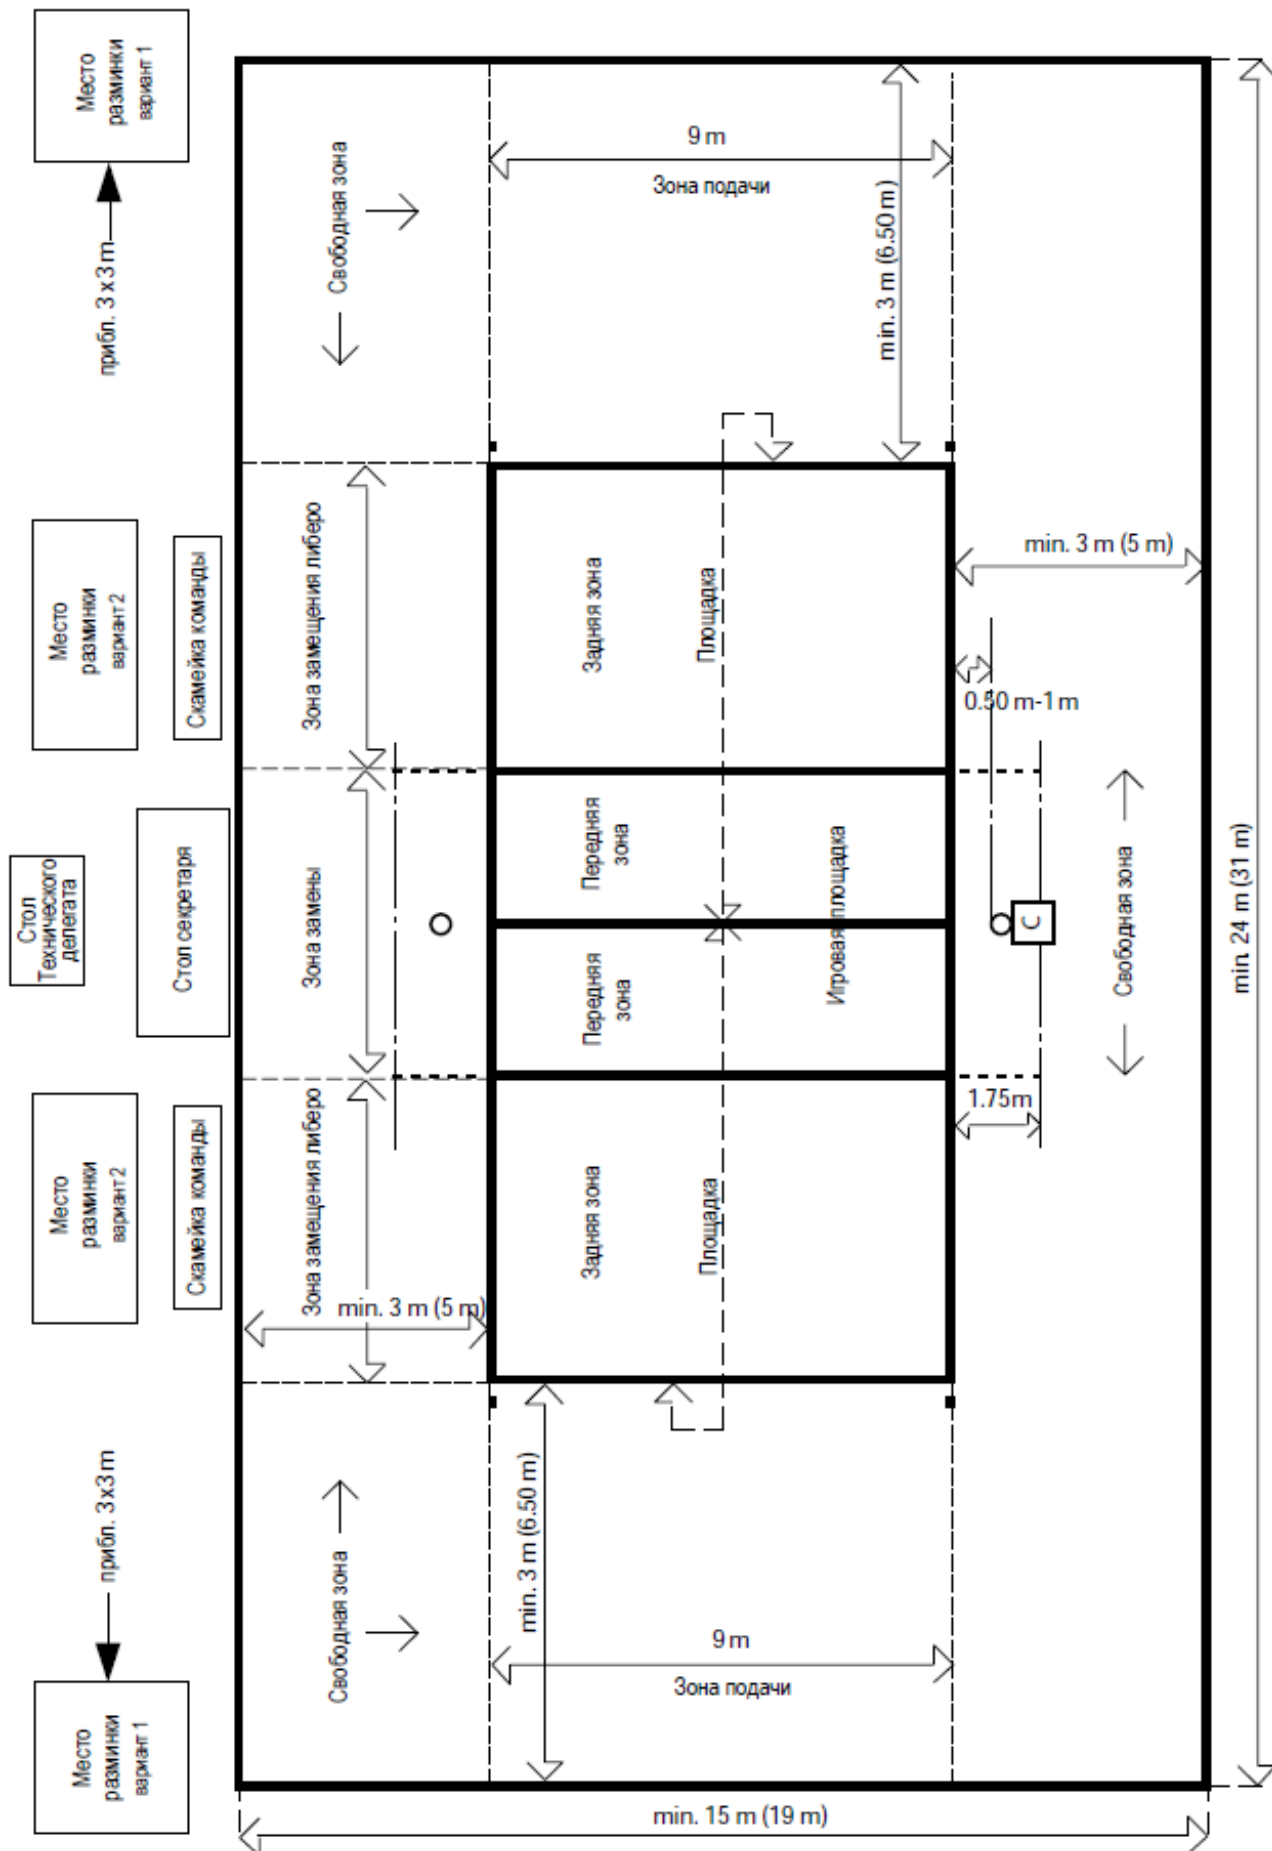 Место
разминки
вариант 1
9 m
Зона подачи
Свободная зона
min. 3 m (6.50 m)
прибл. 3 x 3 m
Место
разминки
вариант 2
Скамейка команды
Зона замещения либеро
Задняя зона
Площадка
min. 3 m (5 m)
0.50 m-1 m
Стол
Технического
делегата
Стол секретаря
Зона замены
Передняя
зона
Передняя
зона
Игровая площадка
C
Свободная зона
min. 24 m (31 m)
Место
разминки
вариант 2
Скамейка команды
Зона замещения либеро
Задняя зона
Площадка
1.75m
min. 3 m (5 m)
прибл. 3x3m
Свободная зона
min. 3 m (6.50 m)
9 m
Зона подачи
Место
разминки
вариант 1
min. 15 m (19 m)